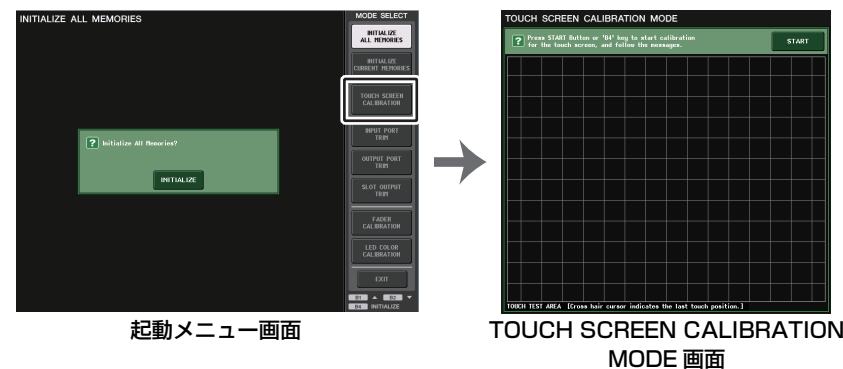 INITIALIZE ALL MEMORIES
Initialize All Memories?
INITIALIZE
MODE SELECT
INITIALIZE
ALL MEMORIES
INITIALIZE
CURRENT MEMORIES
TOUCH SCREEN
CALIBRATION
INPUT PORT
TRIM
OUTPUT PORT
TRIM
SLOT OUTPUT
TRIM
FADER
CALIBRATION
LED COLOR
CALIBRATION
EXIT
B1 ▲ B2 ▼
B4 INITIALIZE
起動メニュー画面
TOUCH SCREEN CALIBRATION MODE
? Press START Button or 'B4' key to start calibration
for the touch screen, and follow the messages.
START
TOUCH TEST AREA [Cross hair cursor indicates the last touch position.]
TOUCH SCREEN CALIBRATION
MODE 画面